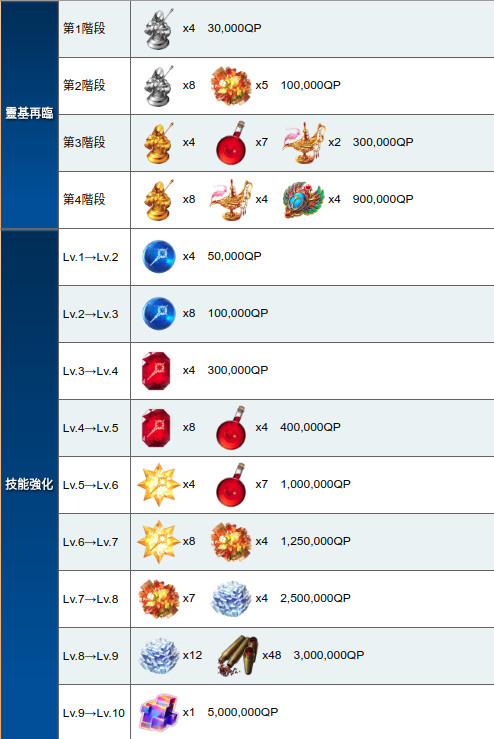 靈基再臨
第1階段 x4 30,000QP
第2階段 x8 x5 100,000QP
第3階段 x4 x7 x2 300,000QP
第4階段 x8 x4 x4 900,000QP
技能強化
Lv.1→Lv.2 x4 50,000QP
Lv.2→Lv.3 x8 100,000QP
Lv.3→Lv.4 x4 300,000QP
Lv.4→Lv.5 x8 x4 400,000QP
Lv.5→Lv.6 x4 x7 1,000,000QP
Lv.6→Lv.7 x8 x4 1,250,000QP
Lv.7→Lv.8 x7 x4 2,500,000QP
Lv.8→Lv.9 x12 x48 3,000,000QP
Lv.9→Lv.10 x1 5,000,000QP